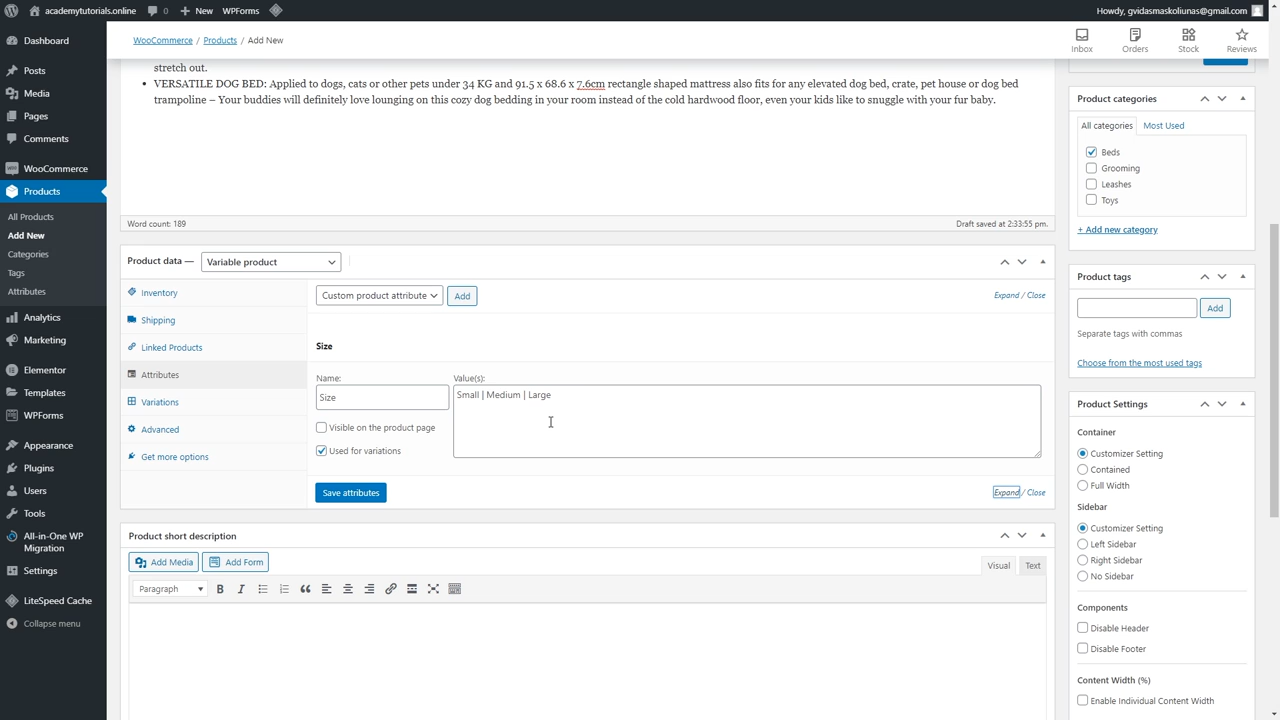 academytutorials.online
0
New
WPForms
Howdy, gvidasmaskoliunas@gmail.com
Dashboard
Posts
Media
Pages
Comments
WooCommerce
Products
All Products
Add New
Categories
Tags
Attributes
Analytics
Marketing
Elementor
Templates
WPForms
Appearance
Plugins
Users
Tools
All-in-One WP
Migration
Settings
LiteSpeed Cache
Collapse menu
WooCommerce / Products / Add New
Inbox
Orders
Stock
Reviews
stretch out.
• VERSATILE DOG BED: Applied to dogs, cats or other pets under 34 KG and 91.5 x 68.6 x 7.6cm rectangle shaped mattress also fits for any elevated dog bed, crate, pet house or dog bed
trampoline – Your buddies will definitely love lounging on this cozy dog bedding in your room instead of the cold hardwood floor, even your kids like to snuggle with your fur baby.
Word count: 189
Draft saved at 2:33:55 pm.
Product data —
Variable product
Inventory
Shipping
Linked Products
Attributes
Variations
Advanced
Get more options
Custom product attribute
Add
Expand / Close
Size
Name:
Value(s):
Size
Small | Medium | Large
Visible on the product page
Used for variations
Save attributes
Expand / Close
Product short description
Add Media
Add Form
Visual
Text
Paragraph
B
I
Product categories
All categories
Most Used
Beds
Grooming
Leashes
Toys
+ Add new category
Product tags
Add
Separate tags with commas
Choose from the most used tags
Product Settings
Container
Customizer Setting
Contained
Full Width
Sidebar
Customizer Setting
Left Sidebar
Right Sidebar
No Sidebar
Components
Disable Header
Disable Footer
Content Width (%)
Enable Individual Content Width